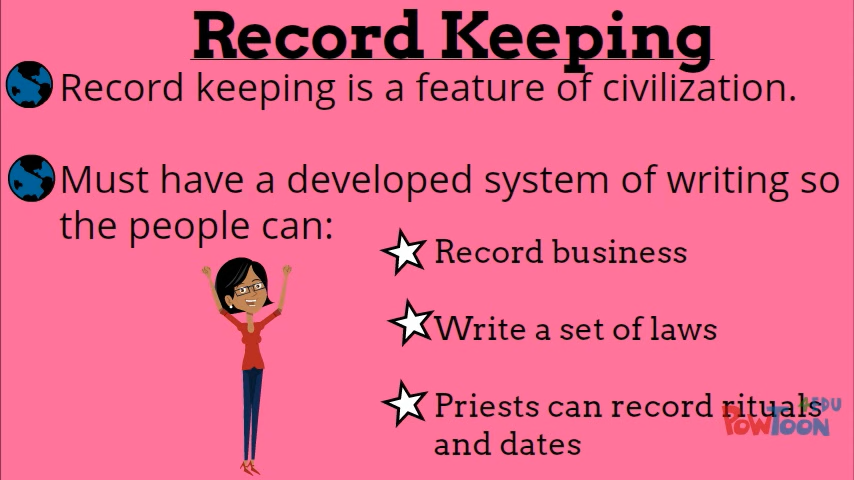 Record Keeping
Record keeping is a feature of civilization.
Must have a developed system of writing so
the people can:
Record business
Write a set of laws
Priests can record rituals
and dates
4EDU
POWTOON